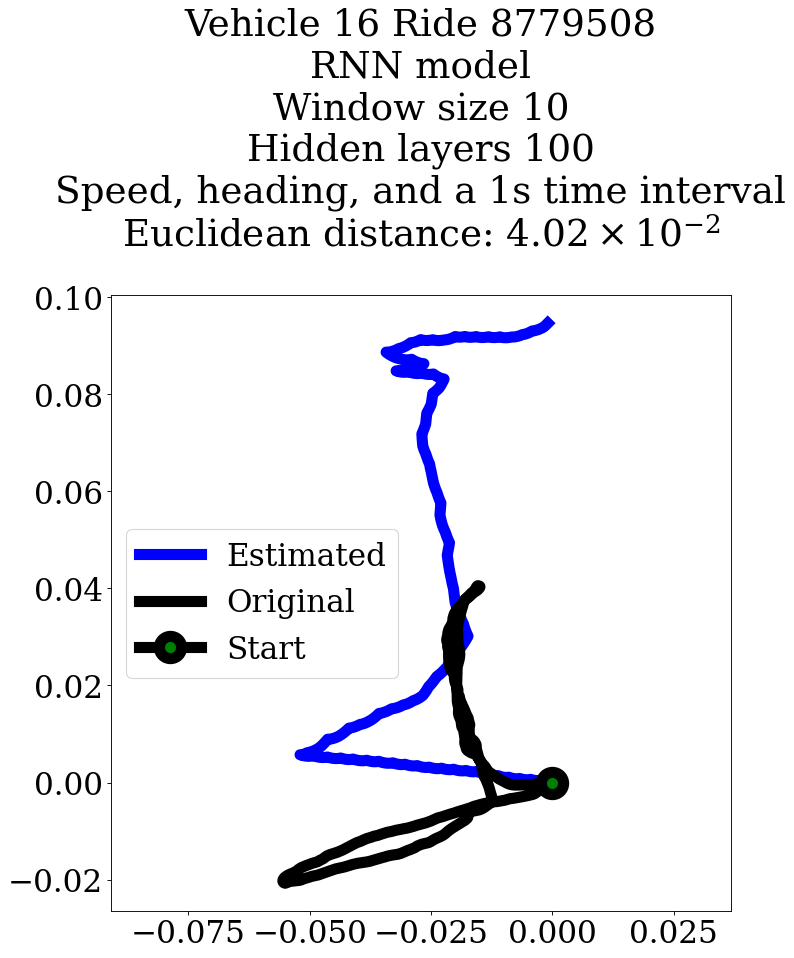 Vehicle 16 Ride 8779508
RNN model
Window size 10
Hidden layers 100
Speed, heading, and a 1s time interval
Euclidean distance: 4.02 × 10⁻²
0.10
0.08
0.06
0.04
0.02
0.00
−0.02
Estimated
Original
Start
−0.075 −0.050 −0.025 0.000 0.025